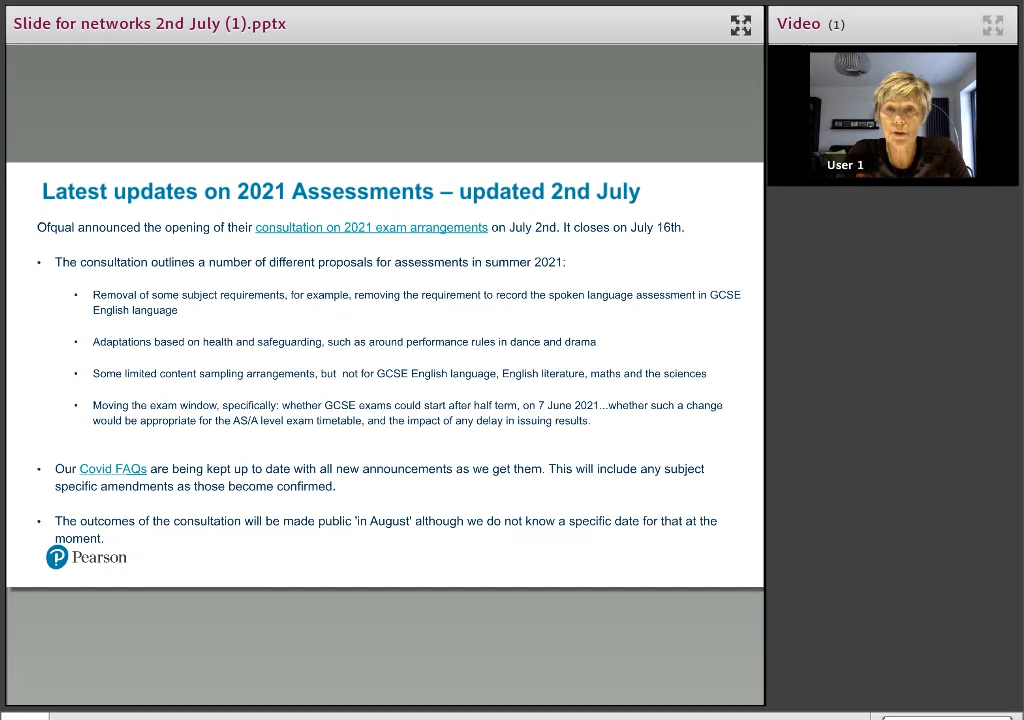 Slide for networks 2nd July (1).pptx
Video (1)
User 1
Latest updates on 2021 Assessments – updated 2nd July
Ofqual announced the opening of their consultation on 2021 exam arrangements on July 2nd. It closes on July 16th.
• The consultation outlines a number of different proposals for assessments in summer 2021:
• Removal of some subject requirements, for example, removing the requirement to record the spoken language assessment in GCSE
English language
• Adaptations based on health and safeguarding, such as around performance rules in dance and drama
• Some limited content sampling arrangements, but not for GCSE English language, English literature, maths and the sciences
• Moving the exam window, specifically: whether GCSE exams could start after half term, on 7 June 2021...whether such a change
would be appropriate for the AS/A level exam timetable, and the impact of any delay in issuing results.
• Our Covid FAQs are being kept up to date with all new announcements as we get them. This will include any subject
specific amendments as those become confirmed.
• The outcomes of the consultation will be made public 'in August' although we do not know a specific date for that at the
moment.
Pearson